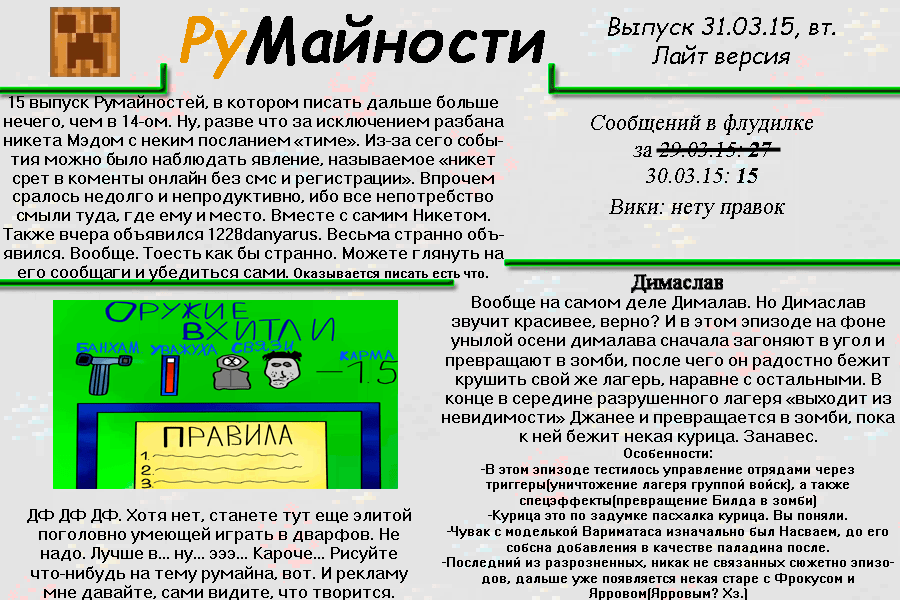 РуМайности
Выпуск 31.03.15, вт.
Лайт версия
15 выпуск Румайностей, в котором писать дальше больше
нечего, чем в 14-ом. Ну, разве что за исключением разбана
никета Мэдом с неким посланием «тиме». Из-за сего собы-
тия можно было наблюдать явление, называемое «никет
срет в коменты онлайн без смс и регистрации». Впрочем
сралось недолго и непродуктивно, ибо все непотребство
смыли туда, где ему и место. Вместе с самим Никетом.
Также вчера объявился 1228danyarus. Весьма странно объ-
явился. Вообще. Тоесть как бы странно. Можете глянуть на
его сообщаги и убедиться сами. Оказывается писать есть что.
Сообщений в флудилке
за 29.03.15: 27
30.03.15: 15
Вики: нету правок
ОРУЖИЕ
ВХИТЛИ
БАНХАМ. УВАЖУХА СВЯЗИ
КАРМА
-1.5
ПРАВИЛА
1.
2.
3.
ДФ ДФ ДФ. Хотя нет, станете тут еще элитой
поголовно умеющей играть в дварфов. Не
надо. Лучше в... ну... эээ... Кароче... Рисуйте
что-нибудь на тему румайна, вот. И рекламу
мне давайте, сами видите, что творится.
Димаслав
Вообще на самом деле Дималав. Но Димаслав
звучит красивее, верно? И в этом эпизоде на фоне
унылой осени дималава сначала загоняют в угол и
превращают в зомби, после чего он радостно бежит
крушить свой же лагерь, наравне с остальными. В
конце в середине разрушенного лагеря «выходит из
невидимости» Джанее и превращается в зомби, пока
к ней бежит некая курица. Занавес.
Особенности:
-В этом эпизоде тестилось управление отрядами через
триггеры(уничтожение лагеря группой войск), а также
спецэффекты(превращение Билда в зомби)
-Курица это по задумке пасхалка курица. Вы поняли.
-Чувак с моделькой Вариматаса изначально был Насваем, до его
собсна добавления в качестве паладина после.
-Последний из разрозненных, никак не связанных сюжетно эпизо-
дов, дальше уже появляется некая старе с Фрокусом и
Ярровом(Ярровым? Хз.)